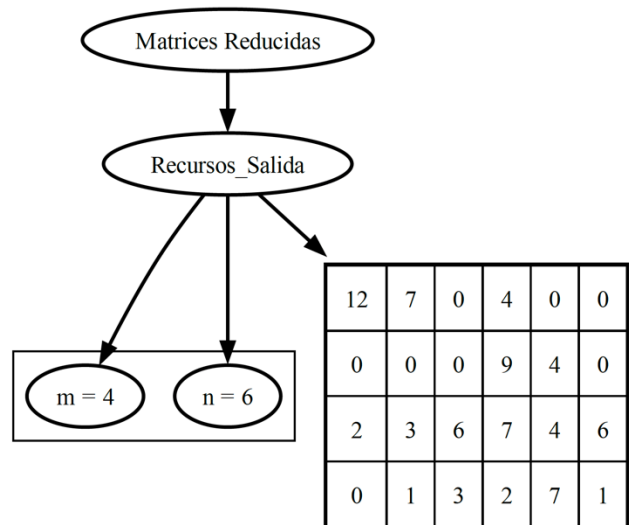 Matrices Reducidas
Recursos_Salida
m = 4
n = 6
12 7 0 4 0 0
0 0 0 9 4 0
2 3 6 7 4 6
0 1 3 2 7 1